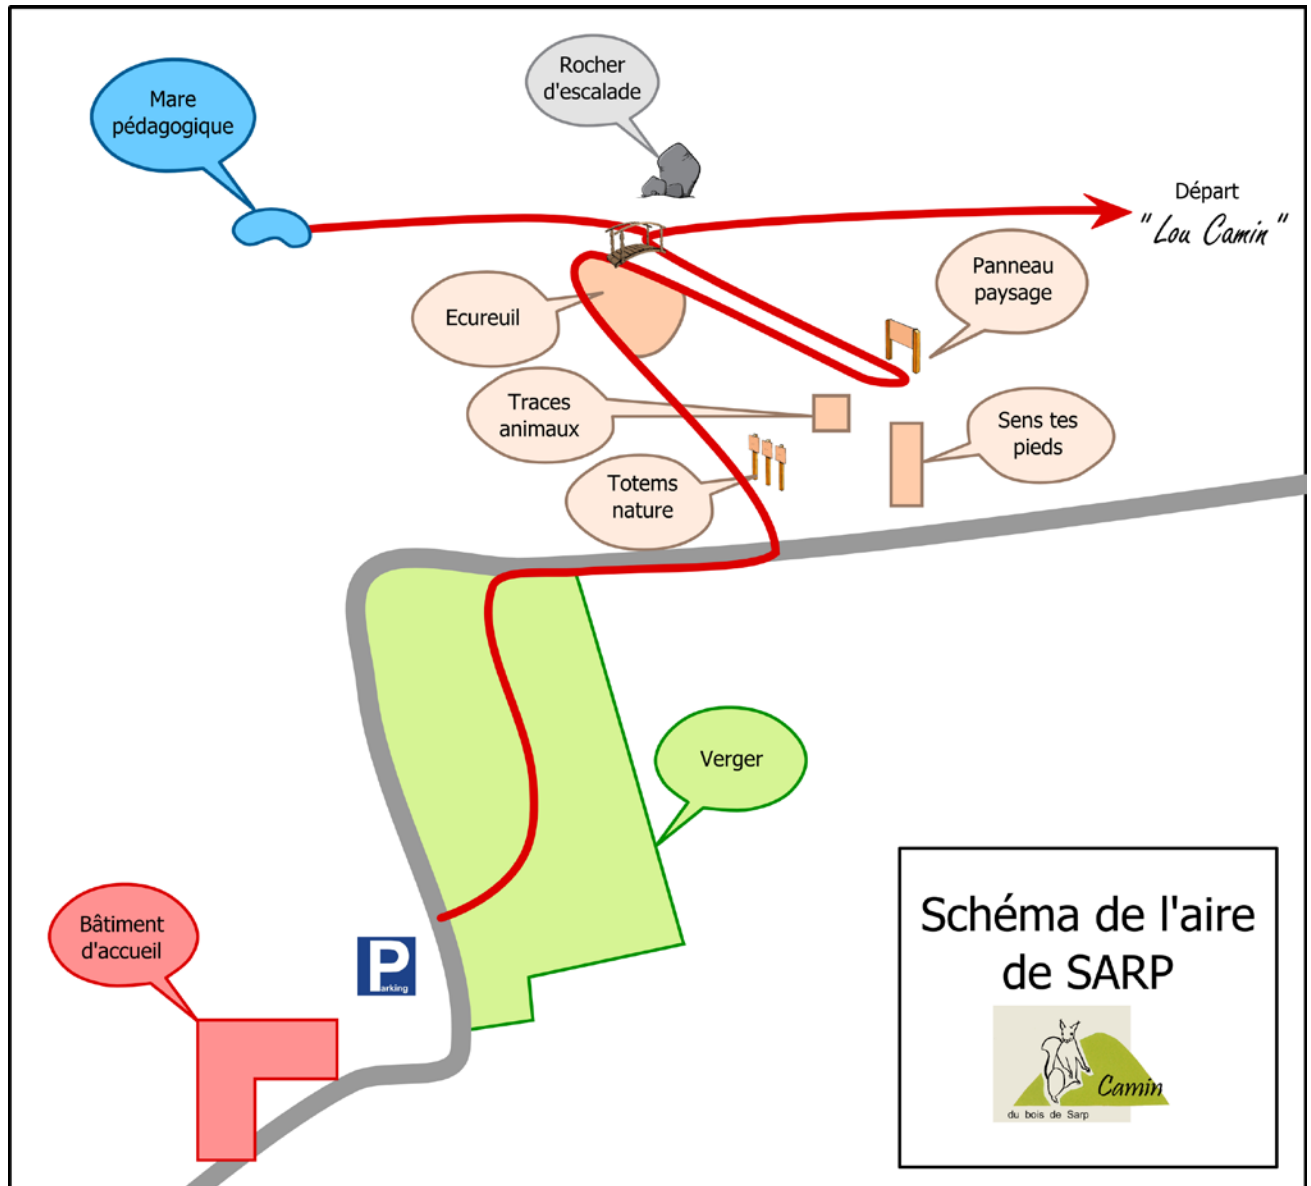 Rocher
d'escalade
Mare
pédagogique
Départ
"Lou Camin"
Panneau
paysage
Ecureuil
Traces
animaux
Sens tes
pieds
Totems
nature
Verger
Bâtiment
d'accueil
Parking
Schéma de l'aire
de SARP
Camin
du bois de Sarp